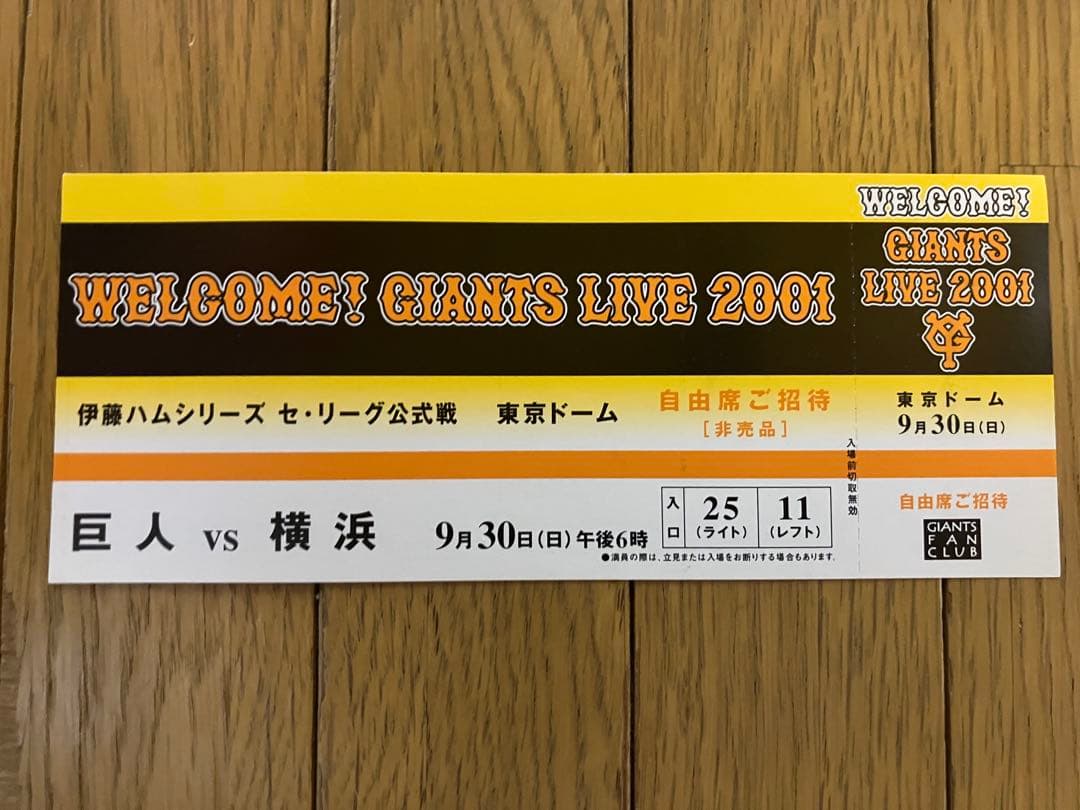 WELCOME! GIANTS LIVE 2001
伊藤ハムシリーズ セ・リーグ公式戦 東京ドーム
自由席ご招待
[非売品]
巨人 vs 横浜 9月30日(日)午後6時
入口 25(ライト) 11(レフト)
●満員の際は、立見または入場をお断りする場合もあります。
入場前切取無効
WELCOME!
GIANTS
LIVE 2001
YG
東京ドーム
9月30日(日)
自由席ご招待
GIANTS
FAN
CLUB